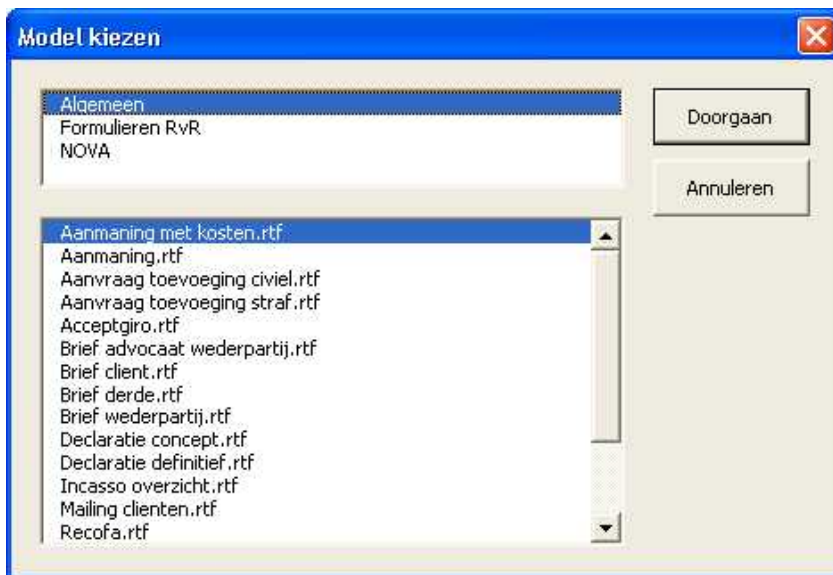 Model kiezen
Algemeen
Formulieren RvR
NOVA
Doorgaan
Annuleren
Aanmaning met kosten.rtf
Aanmaning.rtf
Aanvraag toevoeging civiel.rtf
Aanvraag toevoeging straf.rtf
Acceptgiro.rtf
Brief advocaat wederpartij.rtf
Brief client.rtf
Brief derde.rtf
Brief wederpartij.rtf
Declaratie concept.rtf
Declaratie definitief.rtf
Incasso overzicht.rtf
Mailing clienten.rtf
Recofa.rtf